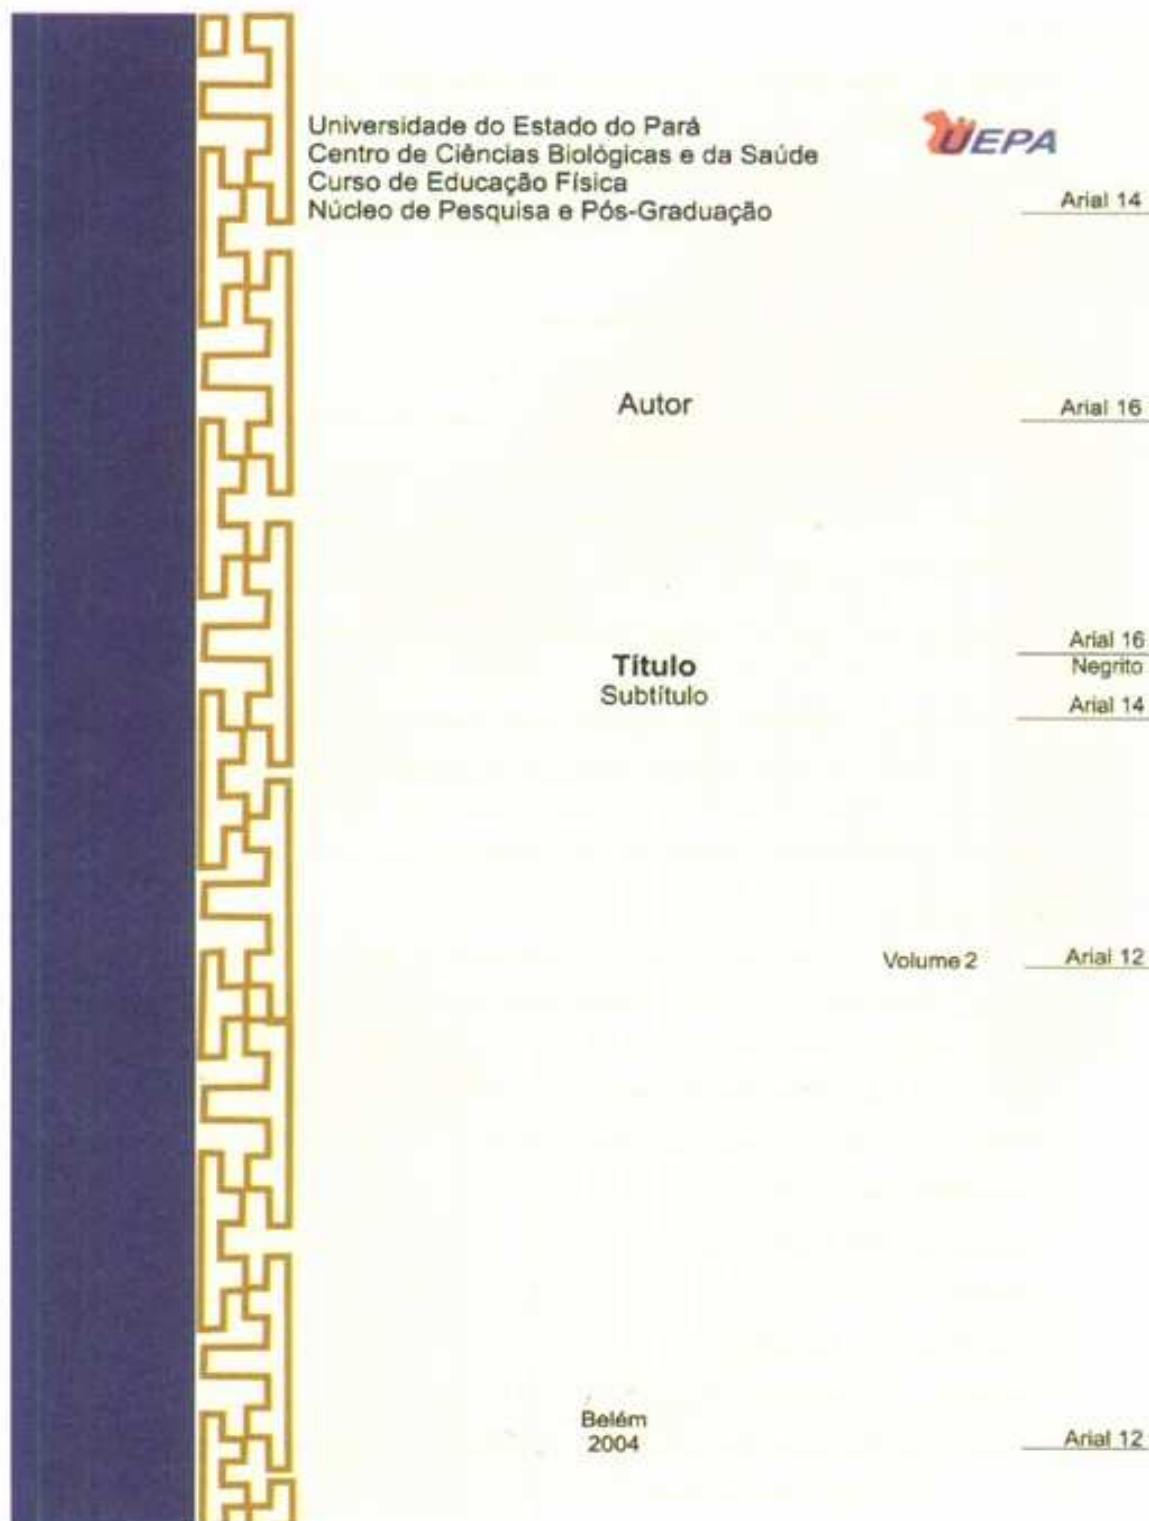 Universidade do Estado do Pará
Centro de Ciências Biológicas e da Saúde
Curso de Educação Física
Núcleo de Pesquisa e Pós-Graduação
UEPA
Arial 14
Autor
Arial 16
Título
Subtítulo
Arial 16
Negrito
Arial 14
Volume 2
Arial 12
Belém
2004
Arial 12